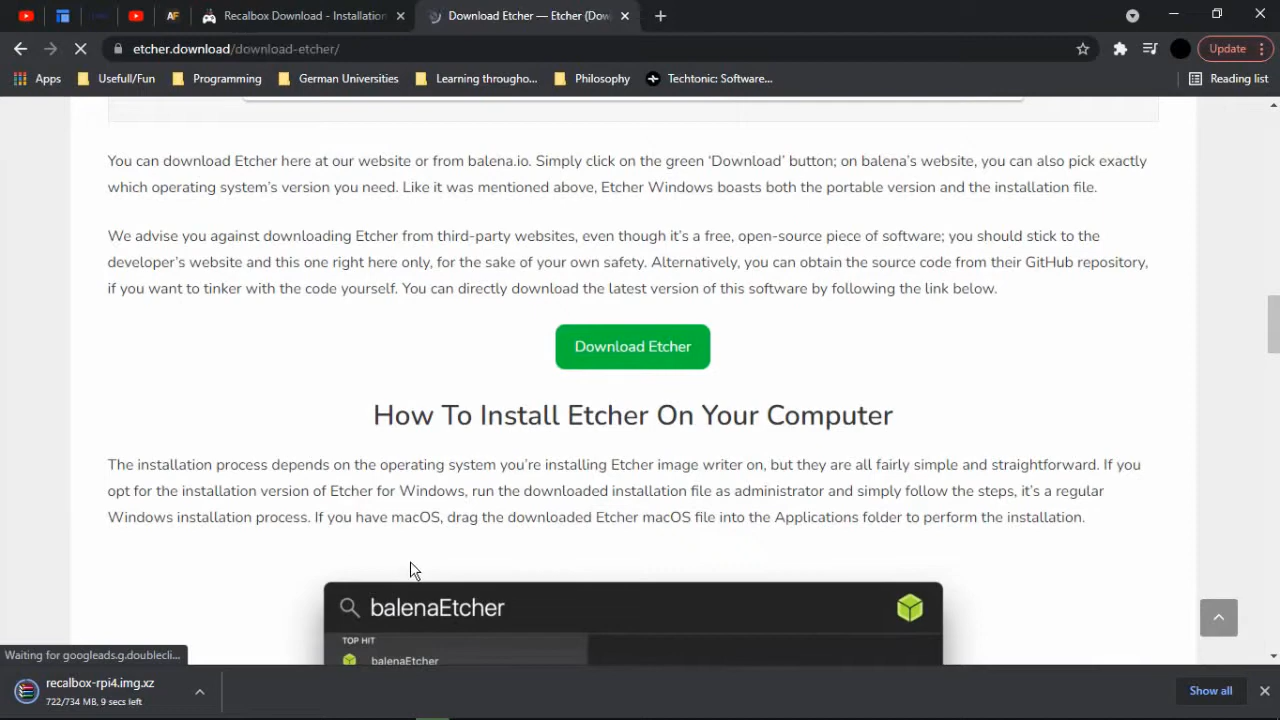 Recalbox Download - Installation
Download Etcher — Etcher (Dow
etcher.download/download-etcher/
Update
Apps
Usefull/Fun
Programming
German Universities
Learning througho...
Philosophy
Techtonic: Software...
Reading list
You can download Etcher here at our website or from balena.io. Simply click on the green ‘Download’ button; on balena’s website, you can also pick exactly
which operating system’s version you need. Like it was mentioned above, Etcher Windows boasts both the portable version and the installation file.
We advise you against downloading Etcher from third-party websites, even though it’s a free, open-source piece of software; you should stick to the
developer’s website and this one right here only, for the sake of your own safety. Alternatively, you can obtain the source code from their GitHub repository,
if you want to tinker with the code yourself. You can directly download the latest version of this software by following the link below.
Download Etcher
How To Install Etcher On Your Computer
The installation process depends on the operating system you’re installing Etcher image writer on, but they are all fairly simple and straightforward. If you
opt for the installation version of Etcher for Windows, run the downloaded installation file as administrator and simply follow the steps, it’s a regular
Windows installation process. If you have macOS, drag the downloaded Etcher macOS file into the Applications folder to perform the installation.
balenaEtcher
TOP HIT
balenaEtcher
Waiting for googleads.g.doublecli...
recalbox-rpi4.img.xz
722/734 MB, 9 secs left
Show all